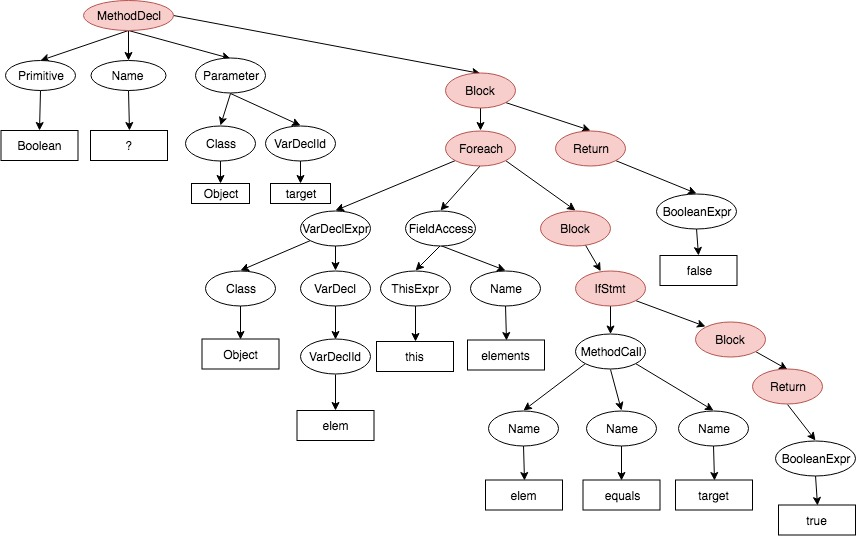 MethodDecl
Primitive
Name
Parameter
Block
Boolean
?
Class
VarDeclId
Foreach
Return
Object
target
VarDeclExpr
FieldAccess
Block
BooleanExpr
false
Class
VarDecl
ThisExpr
Name
IfStmt
Object
VarDeclId
this
elements
MethodCall
Block
Return
elem
Name
Name
Name
BooleanExpr
elem
equals
target
true